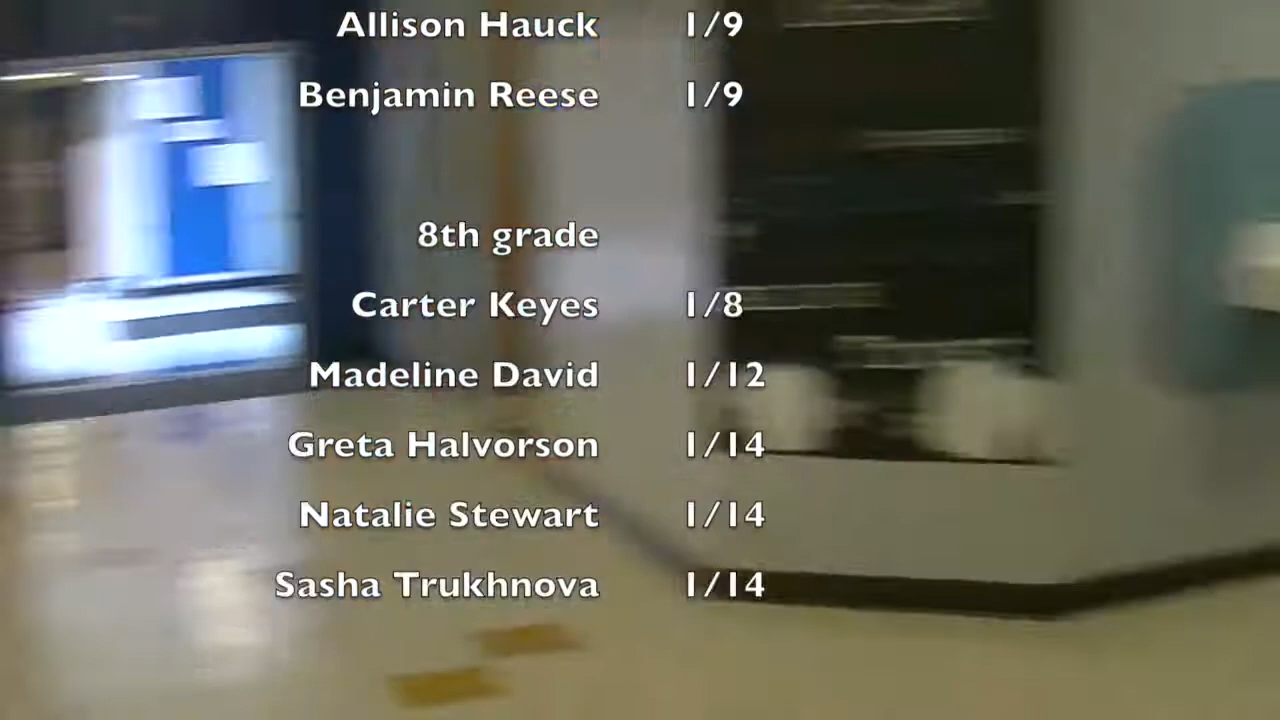 Allison Hauck 1/9
Benjamin Reese 1/9
8th grade
Carter Keyes 1/8
Madeline David 1/12
Greta Halvorson 1/14
Natalie Stewart 1/14
Sasha Trukhnova 1/14